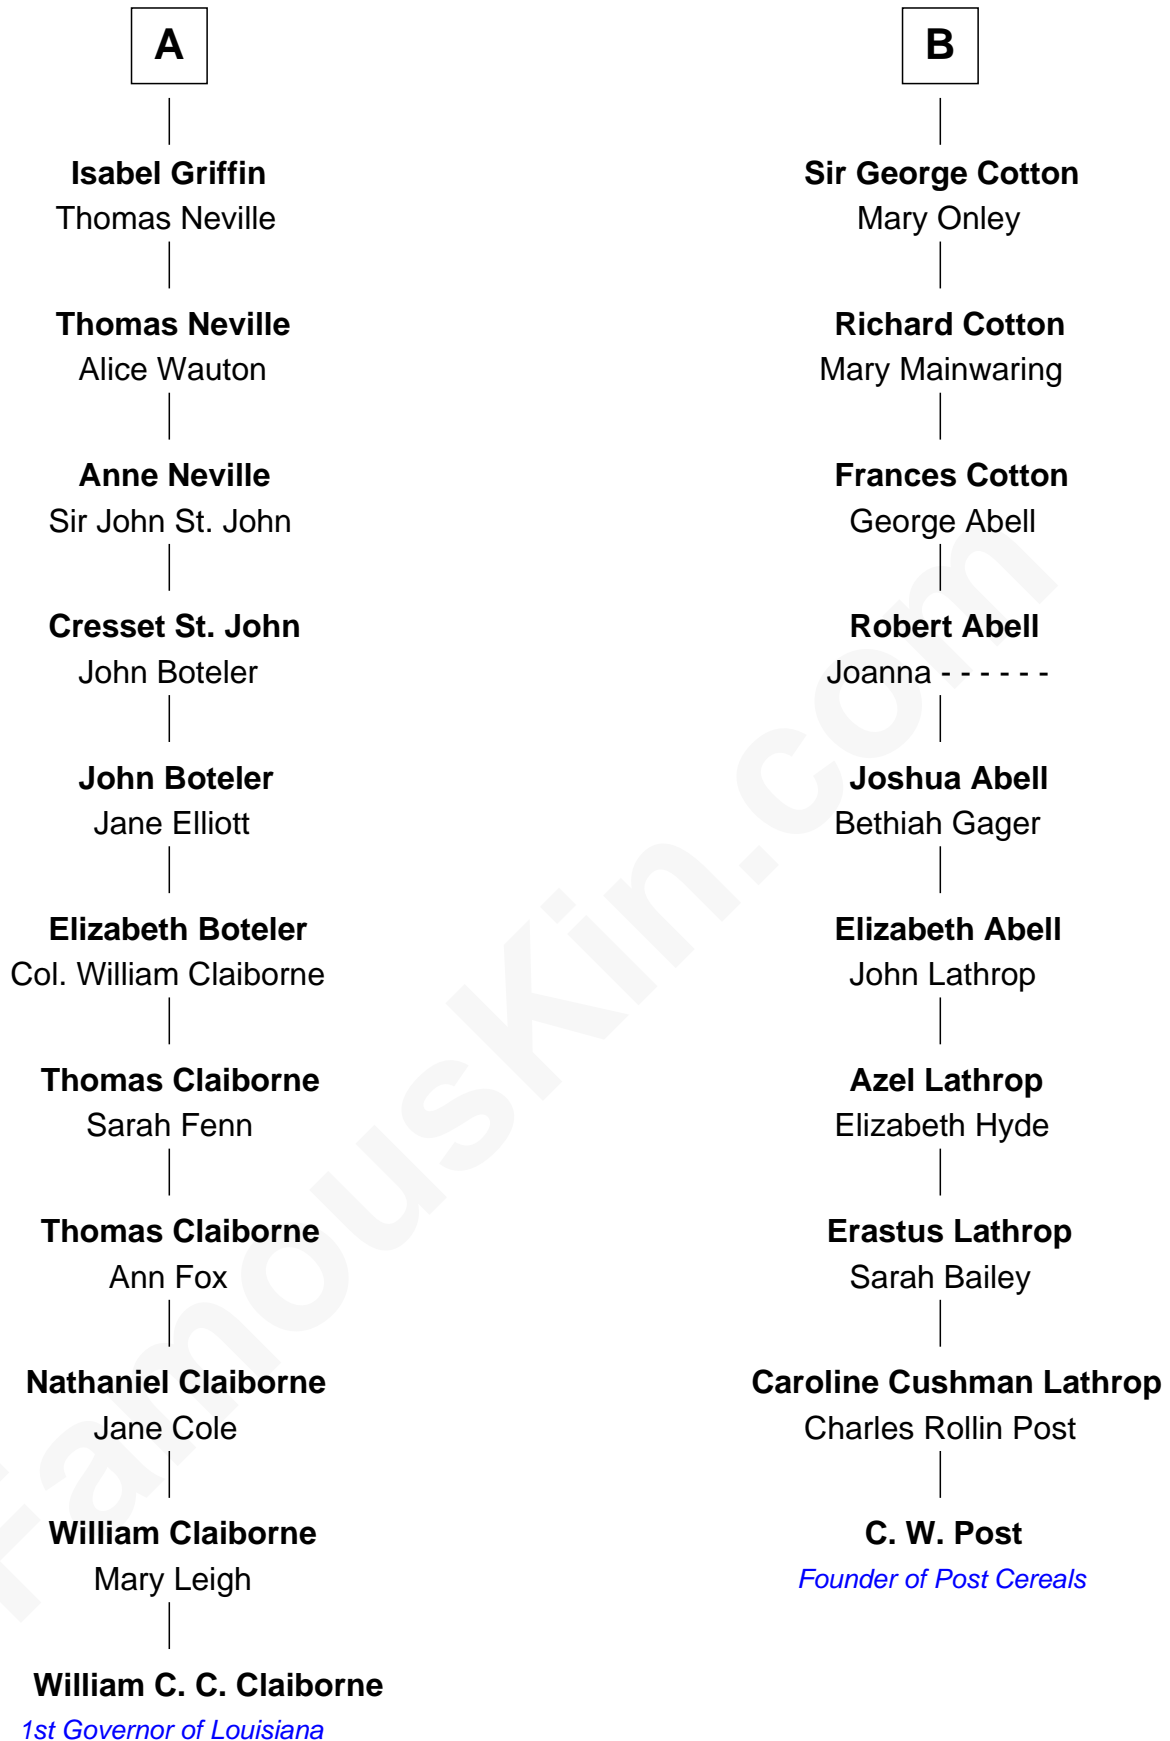 A
Isabel Griffin
Thomas Neville
Thomas Neville
Alice Wauton
Anne Neville
Sir John St. John
Cresset St. John
John Boteler
John Boteler
Jane Elliott
Elizabeth Boteler
Col. William Claiborne
Thomas Claiborne
Sarah Fenn
Thomas Claiborne
Ann Fox
Nathaniel Claiborne
Jane Cole
William Claiborne
Mary Leigh
William C. C. Claiborne
1st Governor of Louisiana
B
Sir George Cotton
Mary Onley
Richard Cotton
Mary Mainwaring
Frances Cotton
George Abell
Robert Abell
Joanna - - - - - -
Joshua Abell
Bethiah Gager
Elizabeth Abell
John Lathrop
Azel Lathrop
Elizabeth Hyde
Erastus Lathrop
Sarah Bailey
Caroline Cushman Lathrop
Charles Rollin Post
C. W. Post
Founder of Post Cereals
FamousKin.com